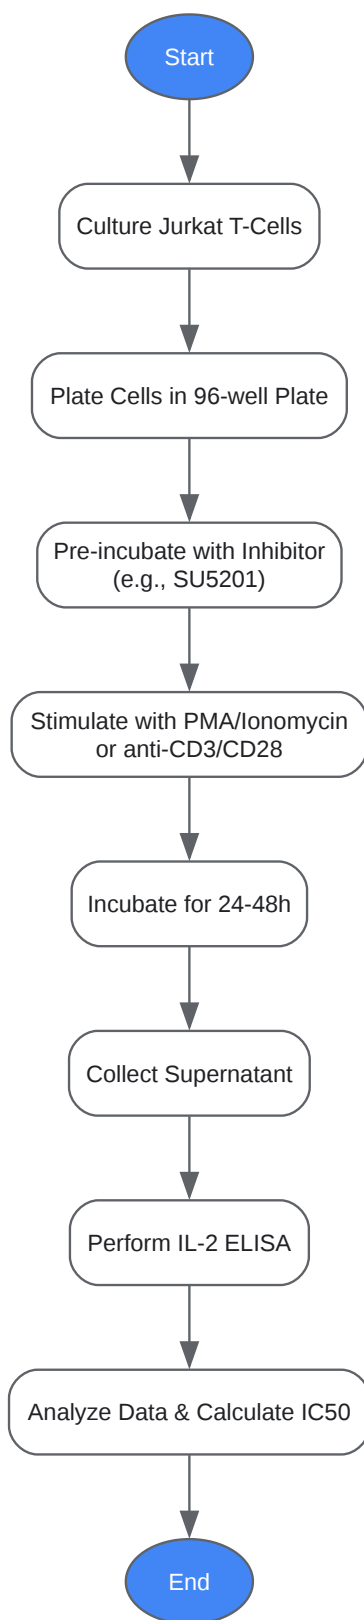 Start
Culture Jurkat T-Cells
Plate Cells in 96-well Plate
Pre-incubate with Inhibitor
(e.g., SU5201)
Stimulate with PMA/Ionomycin
or anti-CD3/CD28
Incubate for 24-48h
Collect Supernatant
Perform IL-2 ELISA
Analyze Data & Calculate IC50
End